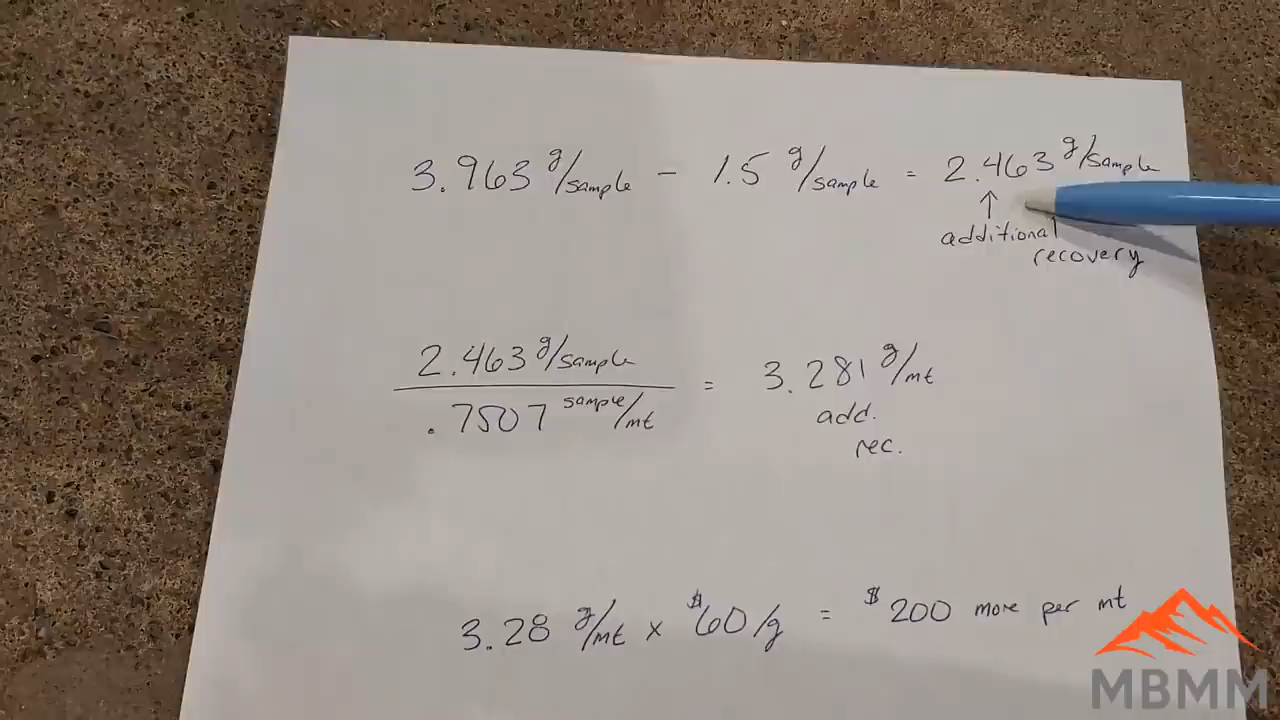 3.963 g/sample - 1.5 g/sample = 2.463 g/sample
↑
additional
recovery
2.463 g/sample
.7507 sample/mt
= 3.281 g/mt
add.
rec.
3.28 g/mt x $60/g = $200 more per mt
MBMM